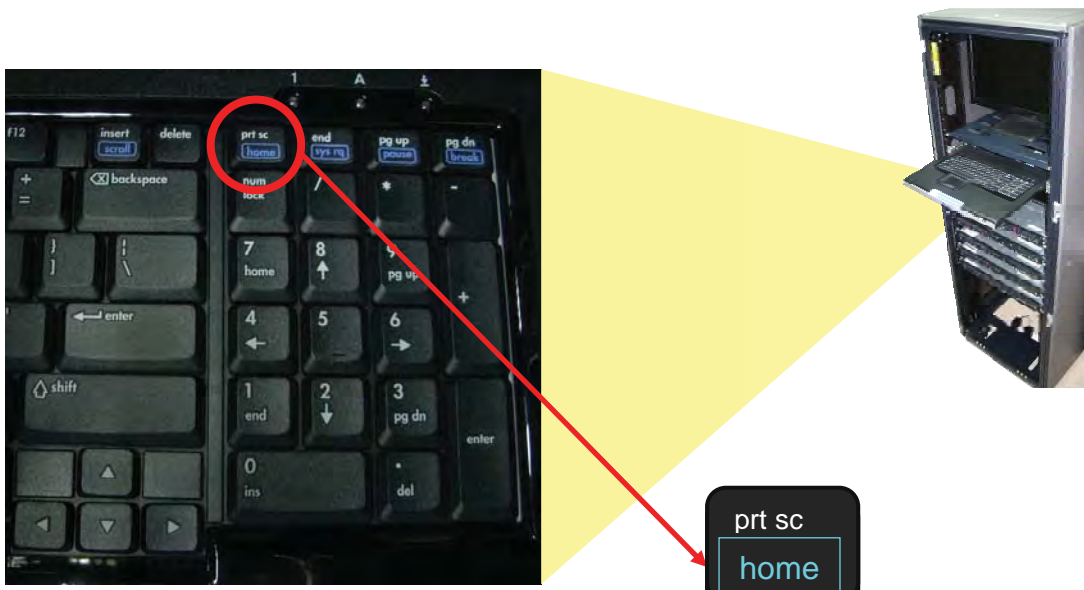 1 A
F12 insert delete prt sc end pg up pg dn
scroll home sys rq pause break
+ backspace num / * -
= lock
} | 7 8 9
] \ home pg up
+
enter 4 5 6
shift 1 2 3
end pg dn
enter
0 .
ins del
prt sc
home